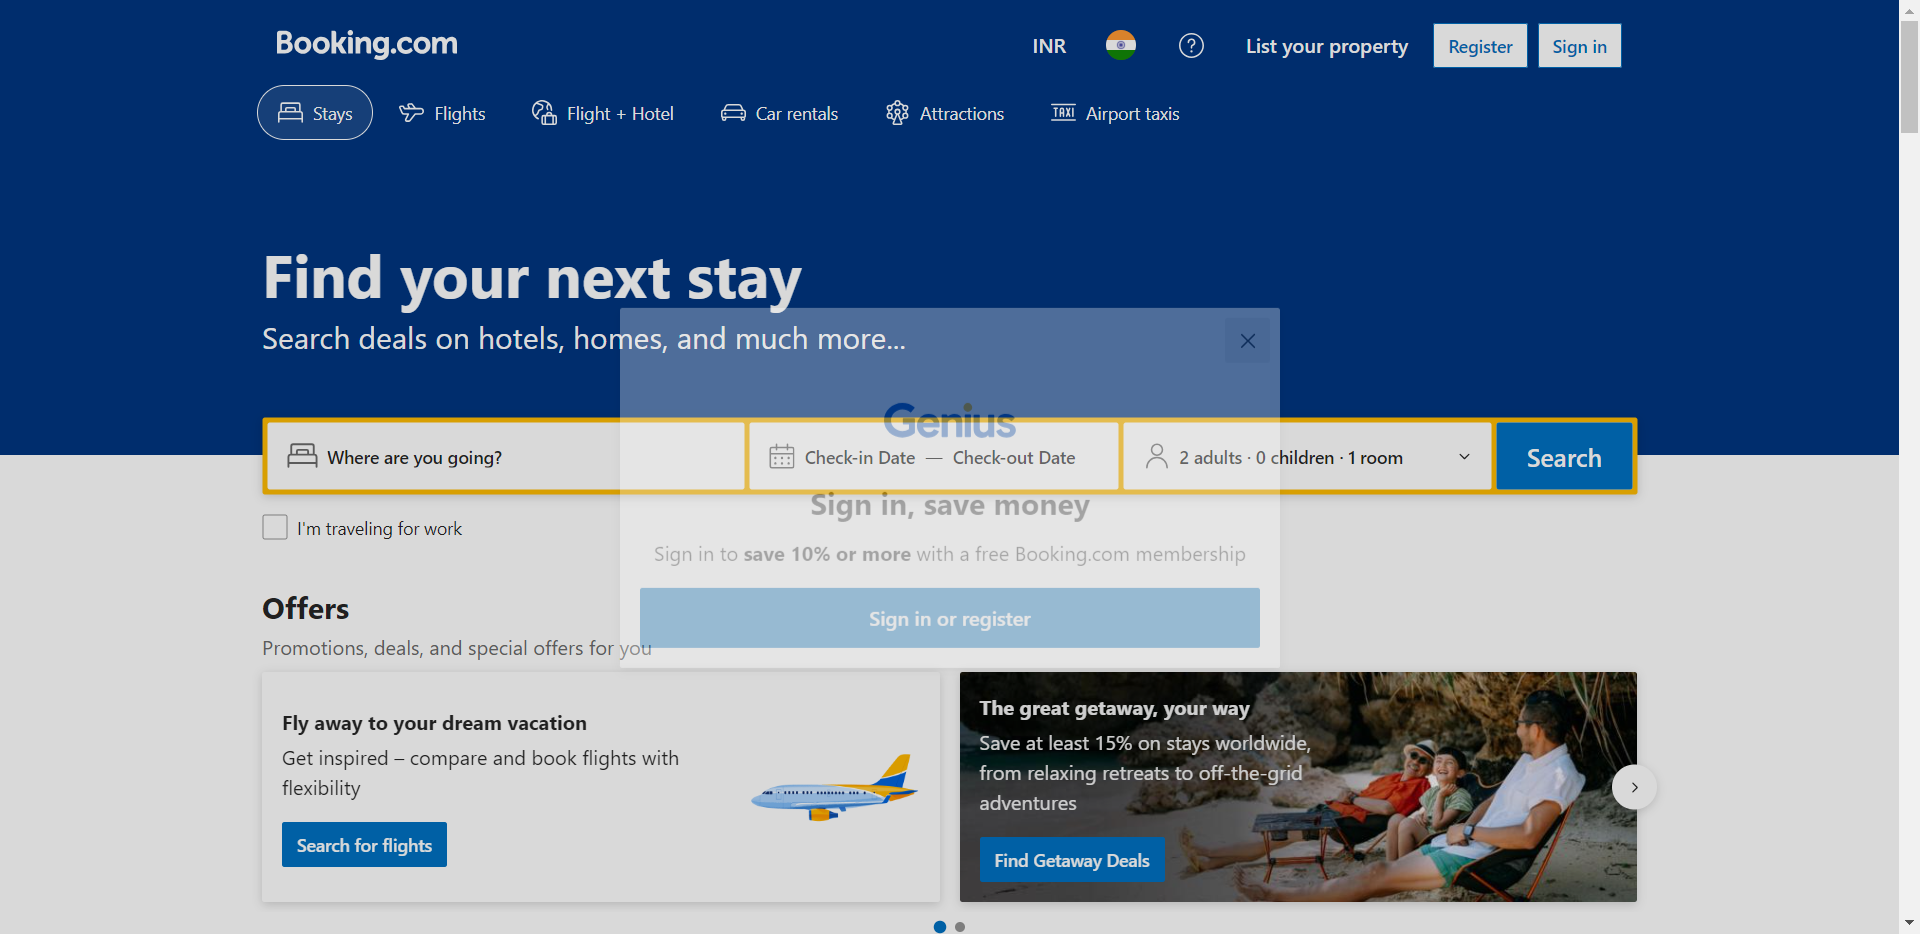 Booking.com
INR
List your property
Register
Sign in
Stays
Flights
Flight + Hotel
Car rentals
Attractions
TAXI
Airport taxis
Find your next stay
Search deals on hotels, homes, and much more...
Genius
Where are you going?
Check-in Date — Check-out Date
2 adults · 0 children · 1 room
Search
Sign in, save money
I'm traveling for work
Sign in to save 10% or more with a free Booking.com membership
Sign in or register
Offers
Promotions, deals, and special offers for you
Fly away to your dream vacation
Get inspired – compare and book flights with
flexibility
Search for flights
The great getaway, your way
Save at least 15% on stays worldwide,
from relaxing retreats to off-the-grid
adventures
Find Getaway Deals